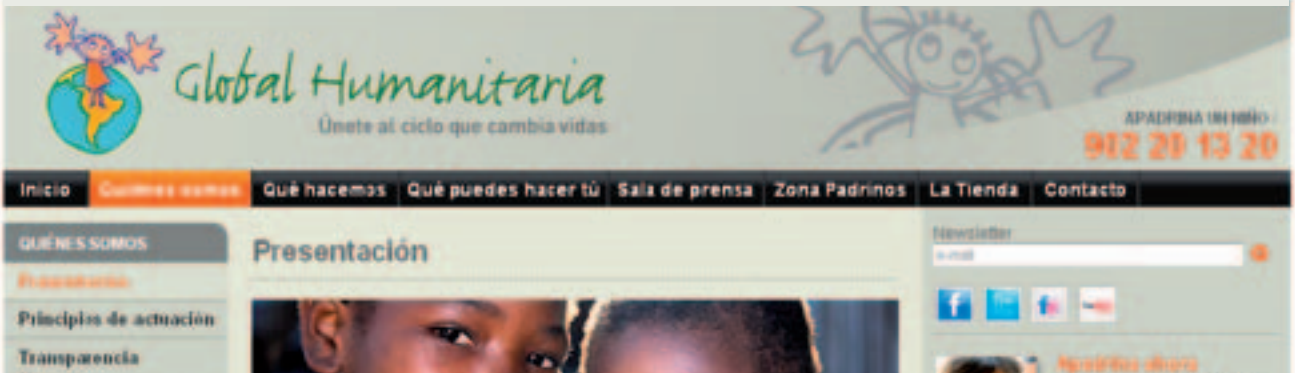 Global Humanitaria
Únete al ciclo que cambia vidas
APADRINA UN NIÑO
902 20 13 20
Inicio
Quiénes somos
Qué hacemos
Qué puedes hacer tú
Sala de prensa
Zona Padrinos
La Tienda
Contacto
QUIÉNES SOMOS
Presentación
Principios de actuación
Transparencia
Presentación
Newsletter
e-mail
f